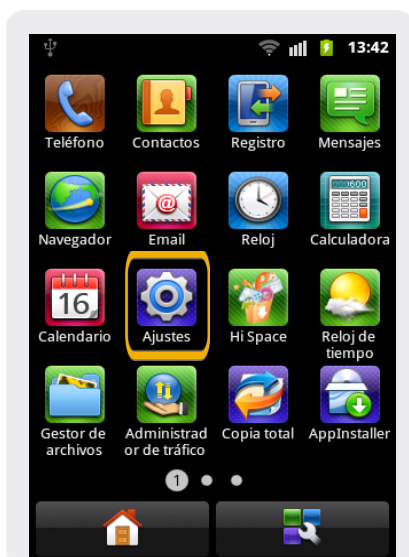 13:42
Teléfono Contactos Registro Mensajes
@
1600
Navegador Email Reloj Calculadora
16
Calendario Ajustes Hi Space Reloj de
tiempo
Gestor de Administrad Copia total AppInstaller
archivos or de tráfico
1